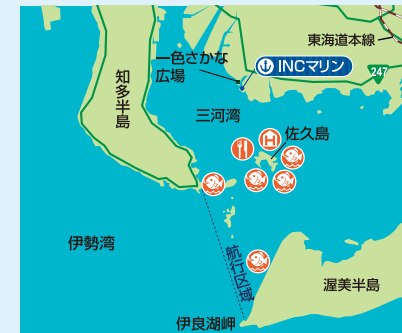 東海道本線
一色さかな
広場
INCマリン
247
知多半島
三河湾
佐久島
伊勢湾
航行区域
渥美半島
伊良湖岬